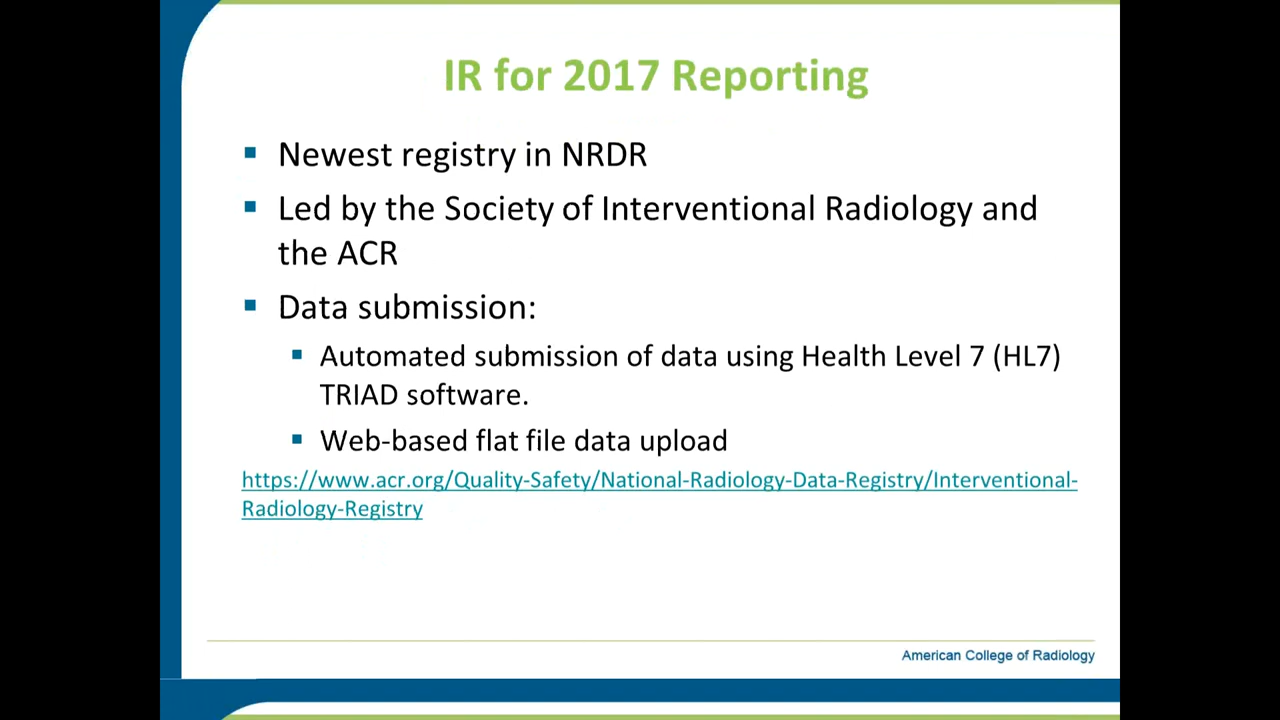 IR for 2017 Reporting
Newest registry in NRDR
Led by the Society of Interventional Radiology and
the ACR
Data submission:
Automated submission of data using Health Level 7 (HL7)
TRIAD software.
Web-based flat file data upload
https://www.acr.org/Quality-Safety/National-Radiology-Data-Registry/Interventional-
Radiology-Registry
American College of Radiology